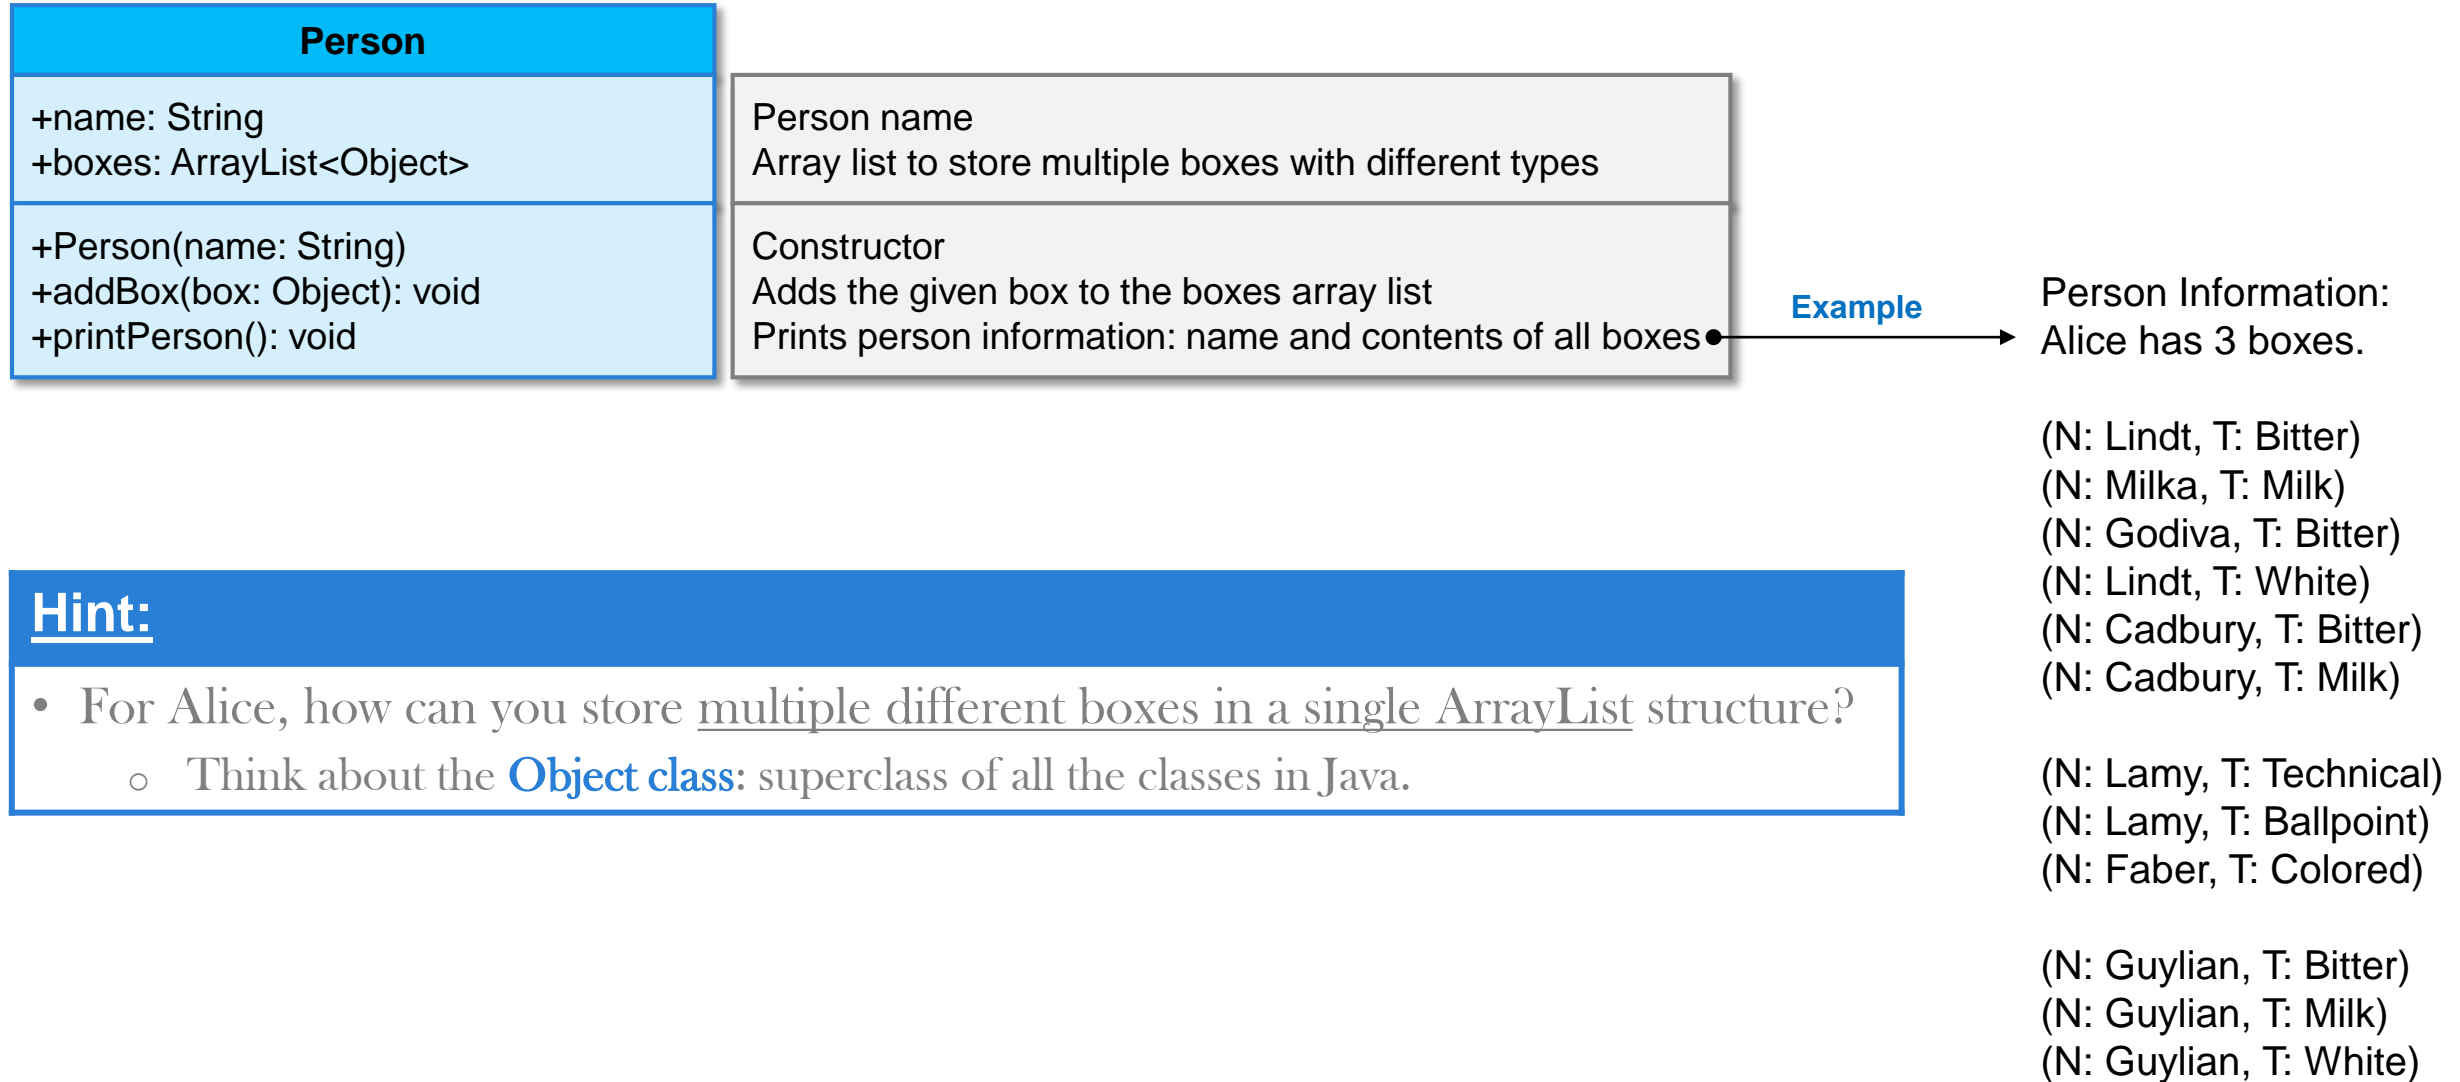 Person
+name: String
+boxes: ArrayList<Object>
Person name
Array list to store multiple boxes with different types
+Person(name: String)
+addBox(box: Object): void
+printPerson(): void
Constructor
Adds the given box to the boxes array list
Prints person information: name and contents of all boxes
Example
Person Information:
Alice has 3 boxes.
(N: Lindt, T: Bitter)
(N: Milka, T: Milk)
(N: Godiva, T: Bitter)
(N: Lindt, T: White)
(N: Cadbury, T: Bitter)
(N: Cadbury, T: Milk)
(N: Lamy, T: Technical)
(N: Lamy, T: Ballpoint)
(N: Faber, T: Colored)
(N: Guylian, T: Bitter)
(N: Guylian, T: Milk)
(N: Guylian, T: White)
Hint:
• For Alice, how can you store multiple different boxes in a single ArrayList structure?
o Think about the Object class: superclass of all the classes in Java.